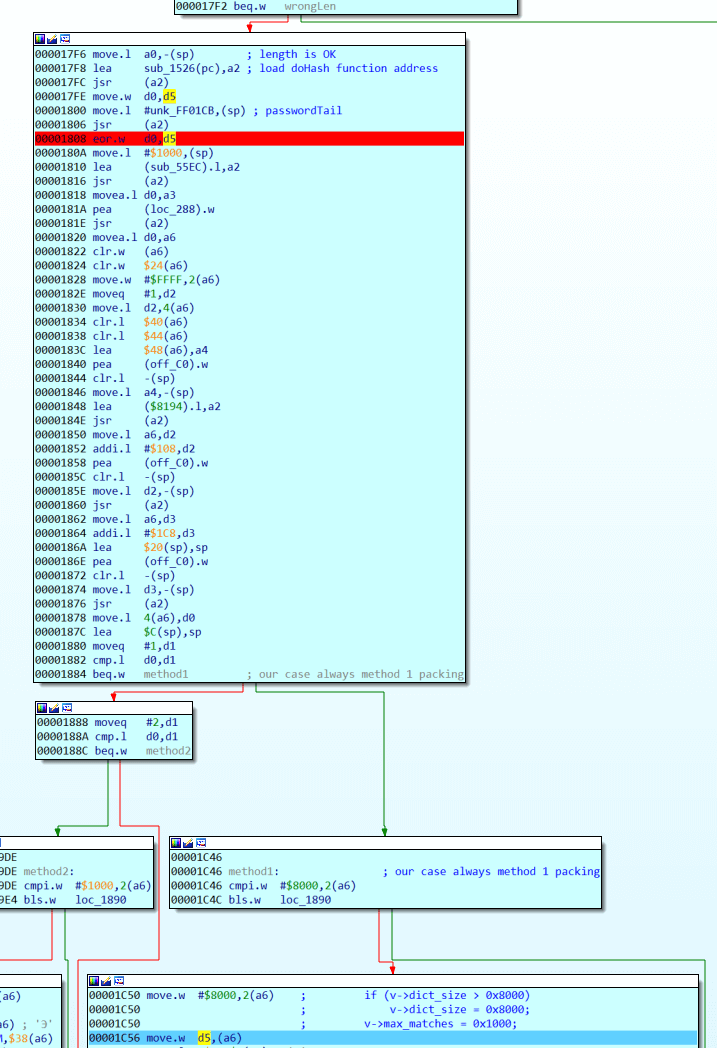 000017F2 beq.w   wrongLen
000017F6 move.l  a0,-(sp)        ; length is OK
000017F8 lea     sub_1526(pc),a2 ; load doHash function address
000017FC jsr     (a2)
000017FE move.w  d0,d5
00001800 move.l  #unk_FF01CB,(sp) ; passwordTail
00001806 jsr     (a2)
00001808 eor.w   d0,d5
0000180A move.l  #$1000,(sp)
00001810 lea     (sub_55EC).l,a2
00001816 jsr     (a2)
00001818 movea.l d0,a3
0000181A pea     (loc_288).w
0000181E jsr     (a2)
00001820 movea.l d0,a6
00001822 clr.w   (a6)
00001824 clr.w   $24(a6)
00001828 move.w  #$FFFF,2(a6)
0000182E moveq   #1,d2
00001830 move.l  d2,4(a6)
00001834 clr.l   $40(a6)
00001838 clr.l   $44(a6)
0000183C lea     $48(a6),a4
00001840 pea     (off_C0).w
00001844 clr.l   -(sp)
00001846 move.l  a4,-(sp)
00001848 lea     ($8194).l,a2
0000184E jsr     (a2)
00001850 move.l  a6,d2
00001852 addi.l  #$108,d2
00001858 pea     (off_C0).w
0000185C clr.l   -(sp)
0000185E move.l  d2,-(sp)
00001860 jsr     (a2)
00001862 move.l  a6,d3
00001864 addi.l  #$1C8,d3
0000186A lea     $20(sp),sp
0000186E pea     (off_C0).w
00001872 clr.l   -(sp)
00001874 move.l  d3,-(sp)
00001876 jsr     (a2)
00001878 move.l  4(a6),d0
0000187C lea     $C(sp),sp
00001880 moveq   #1,d1
00001882 cmp.l   d0,d1
00001884 beq.w   method1         ; our case always method 1 packing
00001888 moveq   #2,d1
0000188A cmp.l   d0,d1
0000188C beq.w   method2
9DE
9DE method2:
9DE cmpi.w  #$1000,2(a6)
9E4 bls.w   loc_1890
00001C46
00001C46 method1:                ; our case always method 1 packing
00001C46 cmpi.w  #$8000,2(a6)
00001C4C bls.w   loc_1890
(a6)
a6) ; 'Э'
,$38(a6)
00001C50 move.w  #$8000,2(a6)    ;         if (v->dict_size > 0x8000)
00001C50                         ;             v->dict_size = 0x8000;
00001C50                         ;         v->max_matches = 0x1000;
00001C56 move.w  d5,(a6)